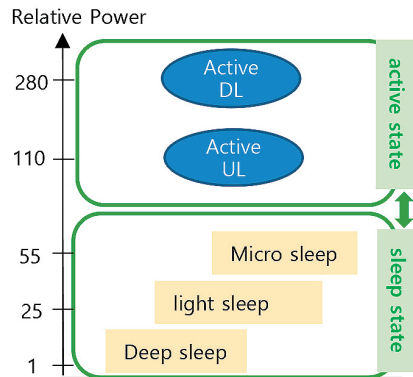 Relative Power
280
Active
DL
active state
110
Active
UL
55
Micro sleep
sleep state
25
light sleep
Deep sleep
1